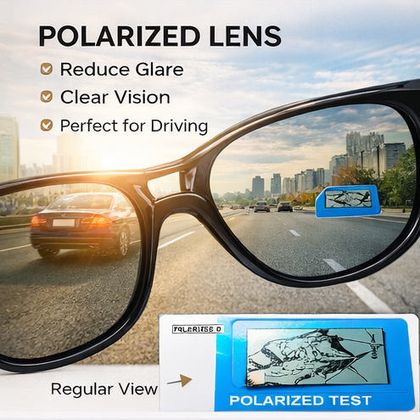 POLARIZED LENS
Reduce Glare
Clear Vision
Perfect for Driving
Regular View
POLARIZED TEST